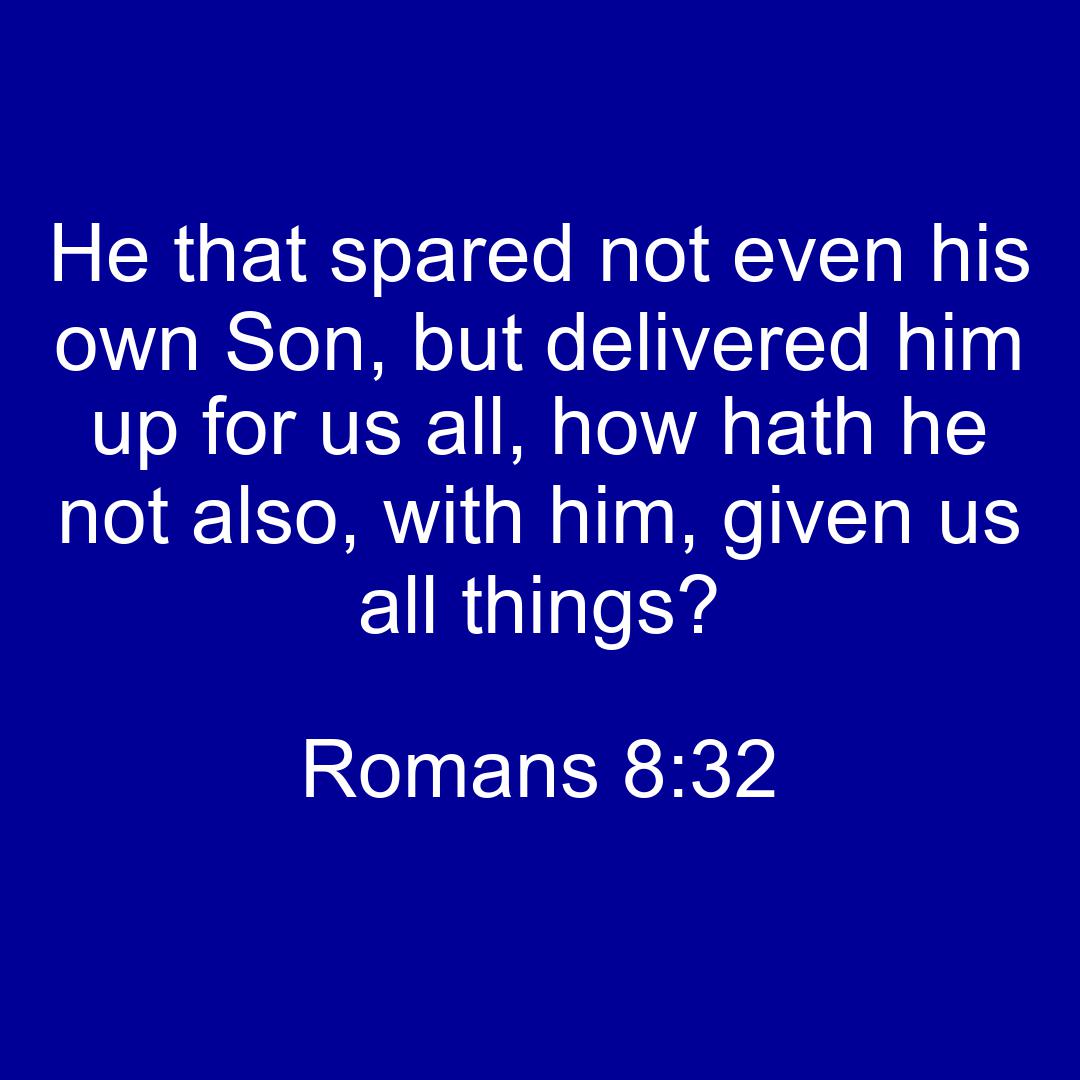 He that spared not even his
own Son, but delivered him
up for us all, how hath he
not also, with him, given us
all things?
Romans 8:32